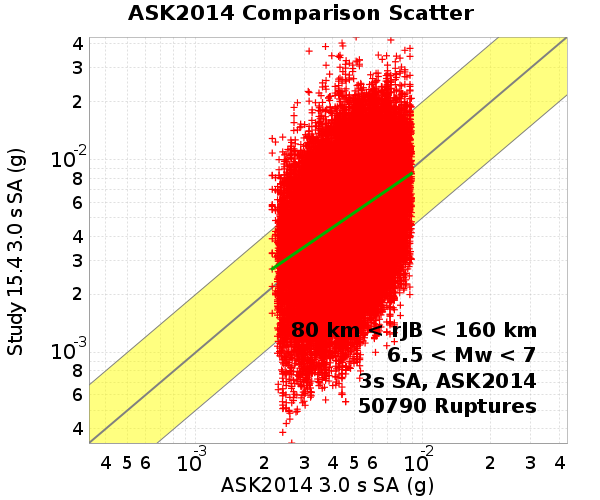 ASK2014 Comparison Scatter
Study 15.4 3.0 s SA (g)
4
3
2
10-2
8
6
4
3
2
10-3
8
6
4
80 km < rJB < 160 km
6.5 < Mw < 7
3s SA, ASK2014
50790 Ruptures
4 5 6 10-3 2 3 4 5 6 10-2 2 3 4
ASK2014 3.0 s SA (g)